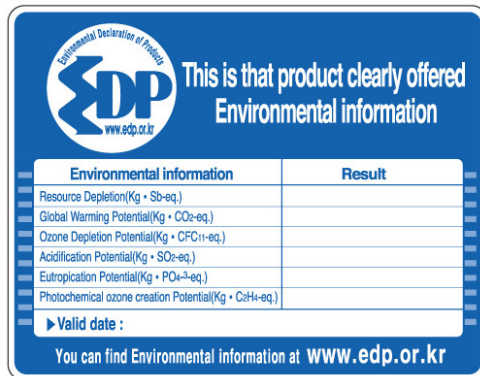 Environmental Declaration of Products
EDP
www.edp.or.kr
This is that product clearly offered
Environmental information
Environmental information Result
Resource Depletion(Kg • Sb-eq.)
Global Warming Potential(Kg • CO2-eq.)
Ozone Depletion Potential(Kg • CFC11-eq.)
Acidification Potential(Kg • SO2-eq.)
Eutropication Potential(Kg • PO4-3-eq.)
Photochemical ozone creation Potential(Kg • C2H4-eq.)
▶Valid date :
You can find Environmental information at www.edp.or.kr